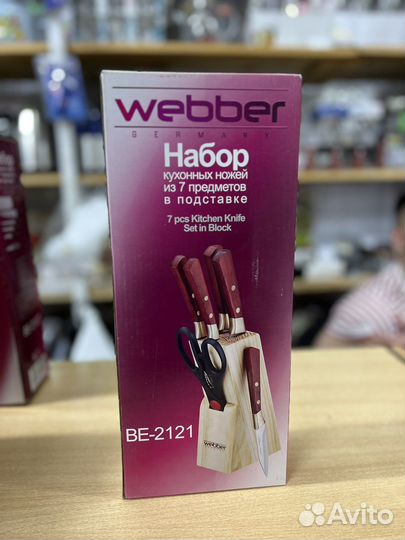 webber
GERMANY
Набор
кухонных ножей
из 7 предметов
в подставке
7 pcs Kitchen Knife
Set in Block
BE-2121
webber
Avito